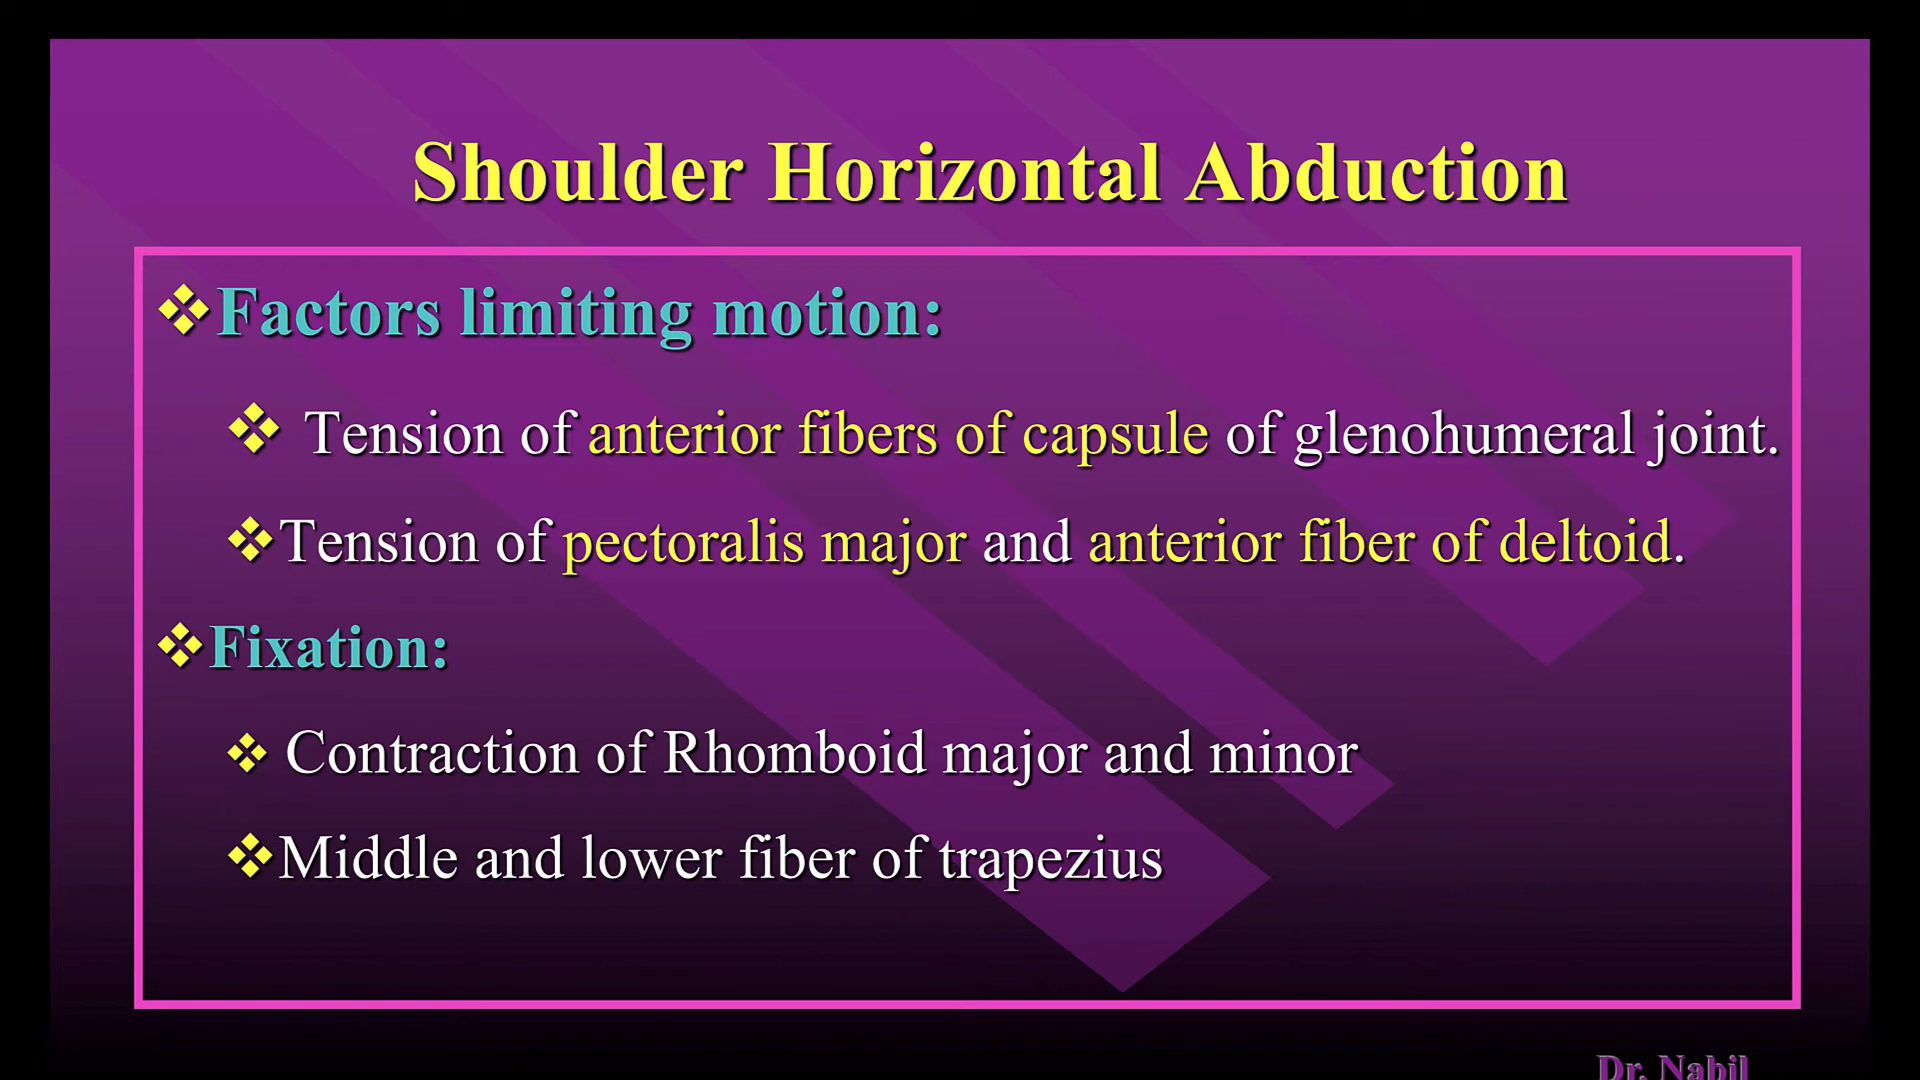 Shoulder Horizontal Abduction
❖Factors limiting motion:
❖ Tension of anterior fibers of capsule of glenohumeral joint.
❖Tension of pectoralis major and anterior fiber of deltoid.
❖Fixation:
❖ Contraction of Rhomboid major and minor
❖Middle and lower fiber of trapezius
Dr. Nabil